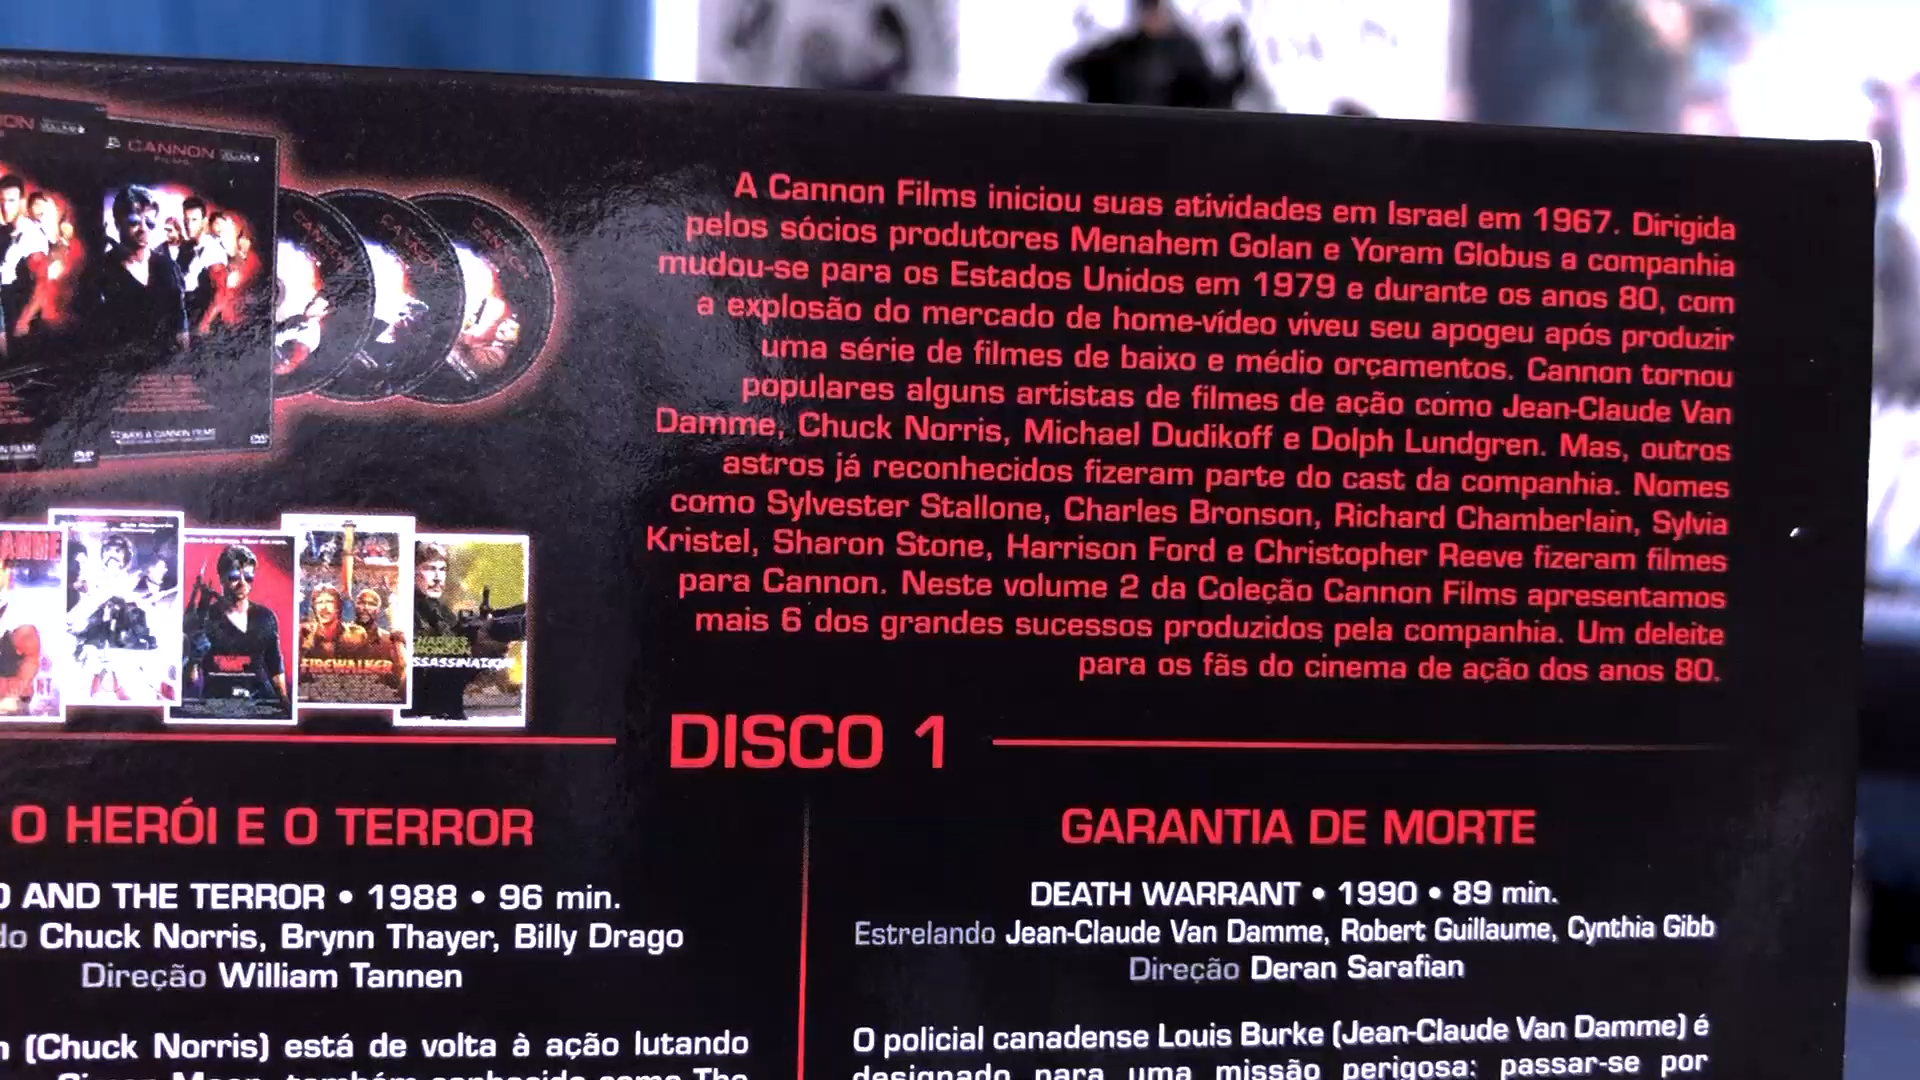 CANNON
FILMS
A Cannon Films iniciou suas atividades em Israel em 1967. Dirigida
pelos sócios produtores Menahem Golan e Yoram Globus a companhia
mudou-se para os Estados Unidos em 1979 e durante os anos 80, com
a explosão do mercado de home-vídeo viveu seu apogeu após produzir
uma série de filmes de baixo e médio orçamentos. Cannon tornou
populares alguns artistas de filmes de ação como Jean-Claude Van
Damme, Chuck Norris, Michael Dudikoff e Dolph Lundgren. Mas, outros
astros já reconhecidos fizeram parte do cast da companhia. Nomes
como Sylvester Stallone, Charles Bronson, Richard Chamberlain, Sylvia
Kristel, Sharon Stone, Harrison Ford e Christopher Reeve fizeram filmes
para Cannon. Neste volume 2 da Coleção Cannon Films apresentamos
mais 6 dos grandes sucessos produzidos pela companhia. Um deleite
para os fãs do cinema de ação dos anos 80.
DISCO 1
O HERÓI E O TERROR
AND THE TERROR • 1988 • 96 min.
Chuck Norris, Brynn Thayer, Billy Drago
Direção William Tannen
(Chuck Norris) está de volta à ação lutando
GARANTIA DE MORTE
DEATH WARRANT • 1990 • 89 min.
Estrelando Jean-Claude Van Damme, Robert Guillaume, Cynthia Gibb
Direção Deran Sarafian
O policial canadense Louis Burke (Jean-Claude Van Damme) é
designado para uma missão perigosa: passar-se por